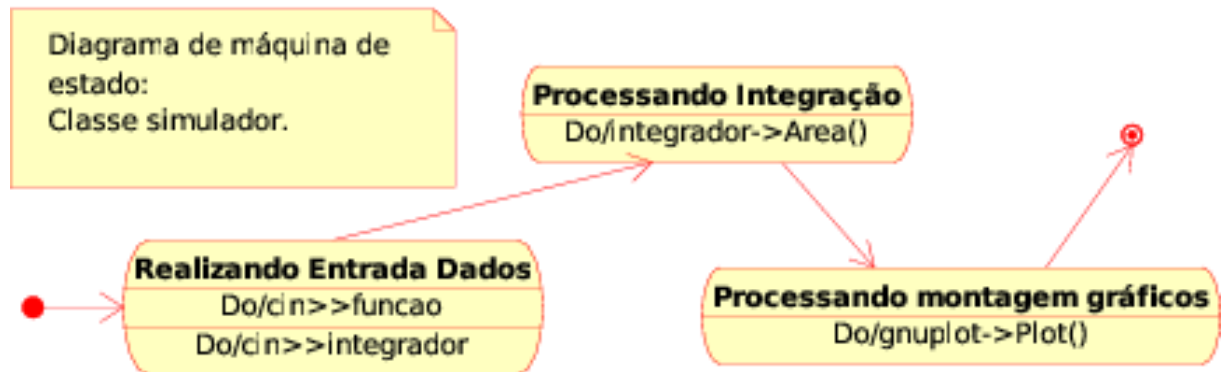 Diagrama de máquina de
estado:
Classe simulador.
Processando Integração
Do/integrador->Area()
Realizando Entrada Dados
Do/cin>>funcao
Do/cin>>integrador
Processando montagem gráficos
Do/gnuplot->Plot()